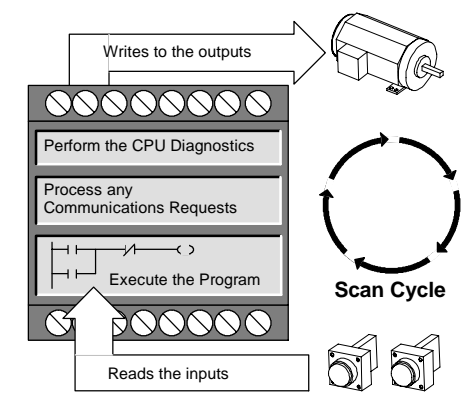 Writes to the outputs
Perform the CPU Diagnostics
Process any
Communications Requests
Execute the Program
Scan Cycle
Reads the inputs